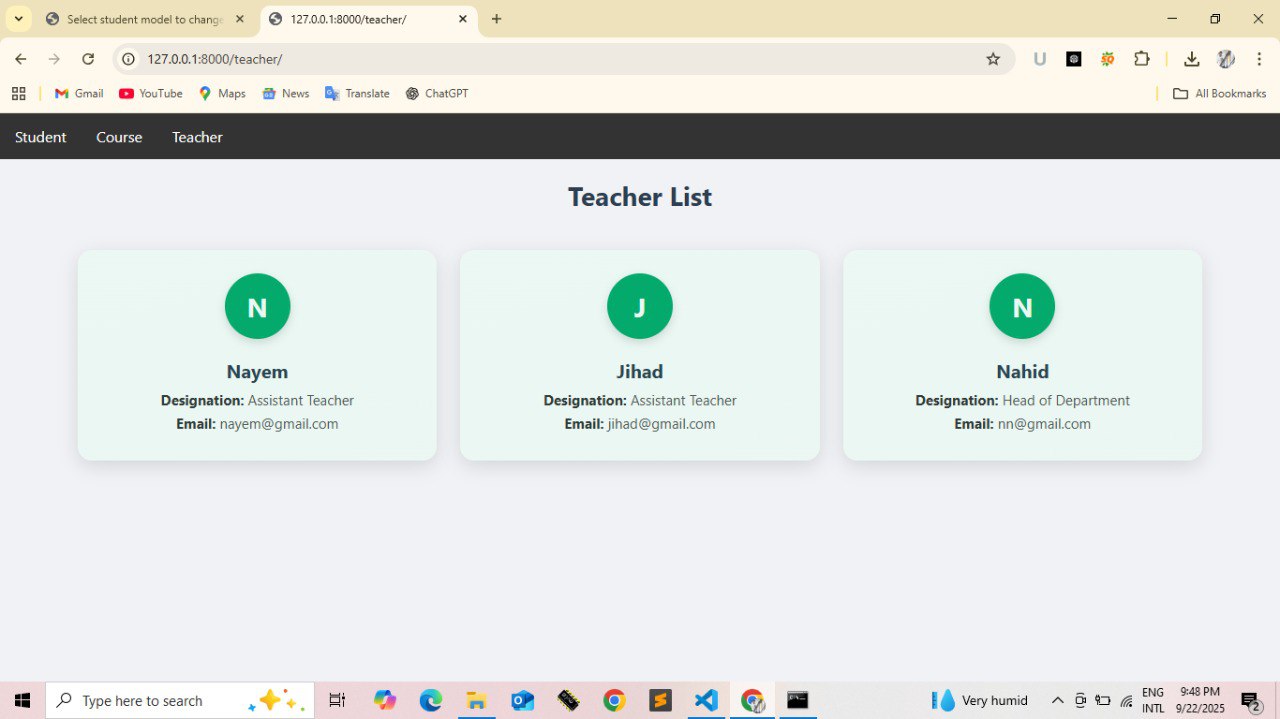 Select student model to change
127.0.0.1:8000/teacher/
127.0.0.1:8000/teacher/
Gmail YouTube Maps News Translate ChatGPT All Bookmarks
Student Course Teacher
Teacher List
N J N
Nayem Jihad Nahid
Designation: Assistant Teacher Designation: Assistant Teacher Designation: Head of Department
Email: nayem@gmail.com Email: jihad@gmail.com Email: nn@gmail.com
Type here to search
Very humid
ENG 9:48 PM
INTL 9/22/2025
2